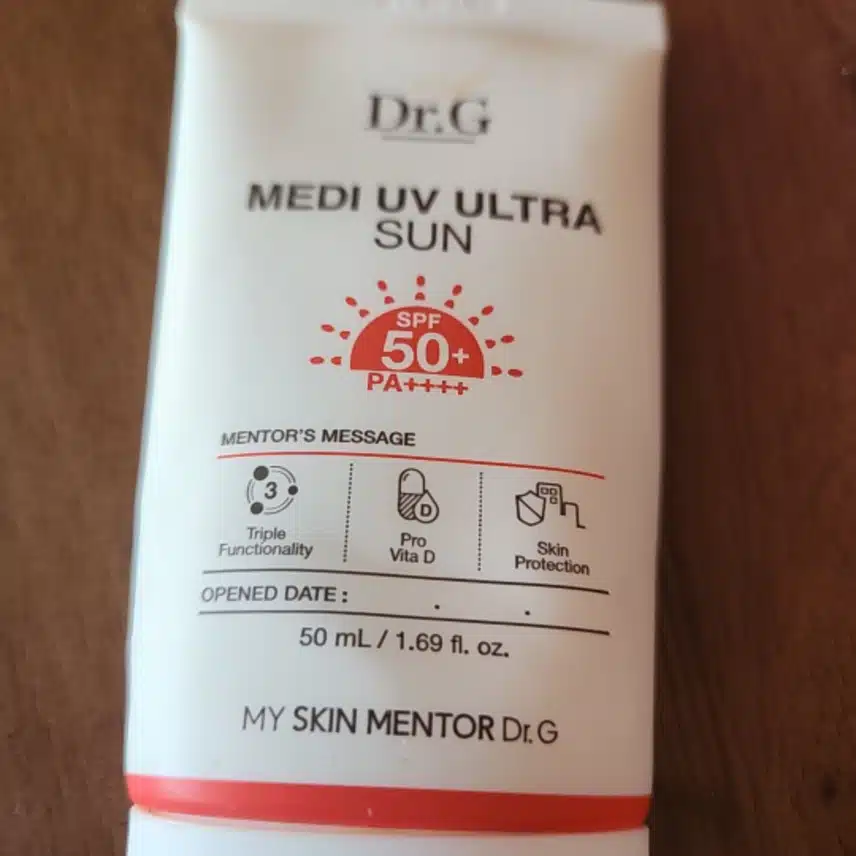 Dr.G
MEDI UV ULTRA
SUN
SPF
50+
PA++++
MENTOR'S MESSAGE
3
Triple
Functionality
D
Pro
Vita D
Skin
Protection
OPENED DATE : . .
50 mL / 1.69 fl. oz.
MY SKIN MENTOR Dr.G